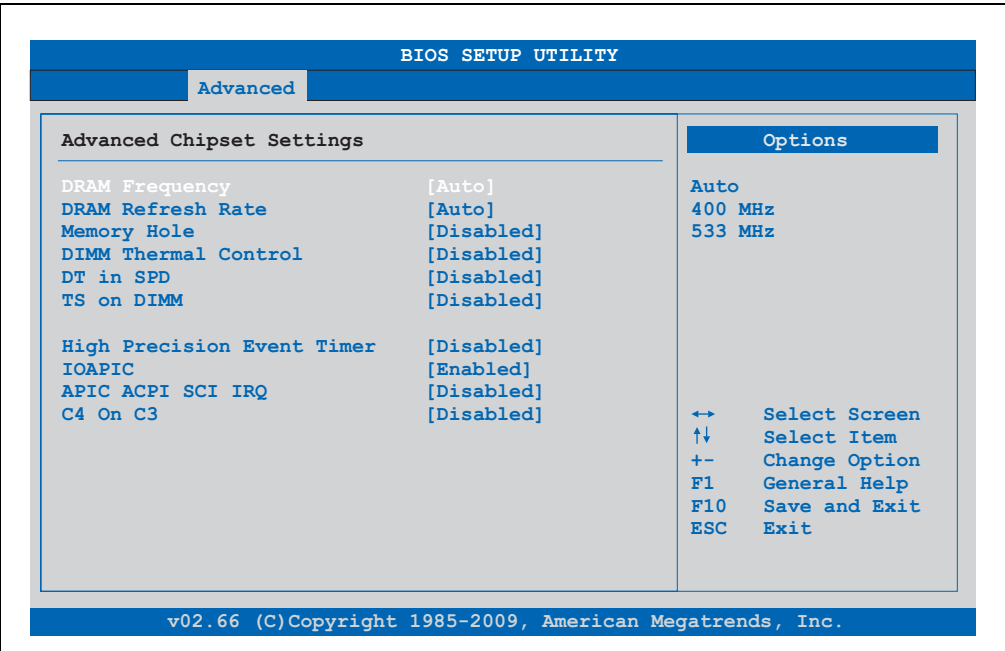 BIOS SETUP UTILITY
Advanced
Advanced Chipset Settings
DRAM Frequency [Auto]
DRAM Refresh Rate [Auto]
Memory Hole [Disabled]
DIMM Thermal Control [Disabled]
DT in SPD [Disabled]
TS on DIMM [Disabled]
High Precision Event Timer [Disabled]
IOAPIC [Enabled]
APIC ACPI SCI IRQ [Disabled]
C4 On C3 [Disabled]
Options
Auto
400 MHz
533 MHz
↔ Select Screen
↑↓ Select Item
+- Change Option
F1 General Help
F10 Save and Exit
ESC Exit
v02.66 (C)Copyright 1985-2009, American Megatrends, Inc.